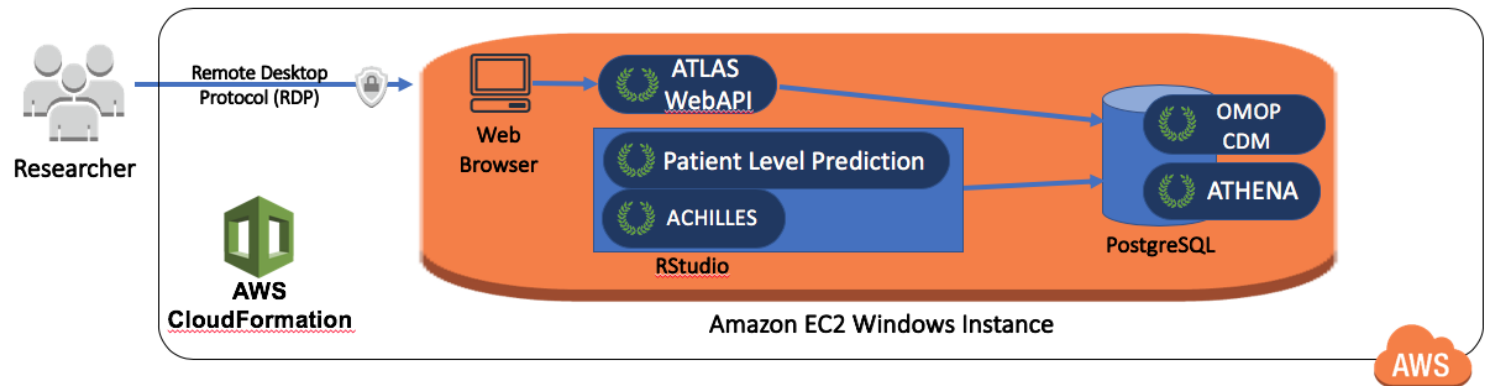 Researcher
Remote Desktop
Protocol (RDP)
AWS
CloudFormation
Web
Browser
ATLAS
WebAPI
Patient Level Prediction
ACHILLES
RStudio
OMOP
CDM
ATHENA
PostgreSQL
Amazon EC2 Windows Instance
AWS